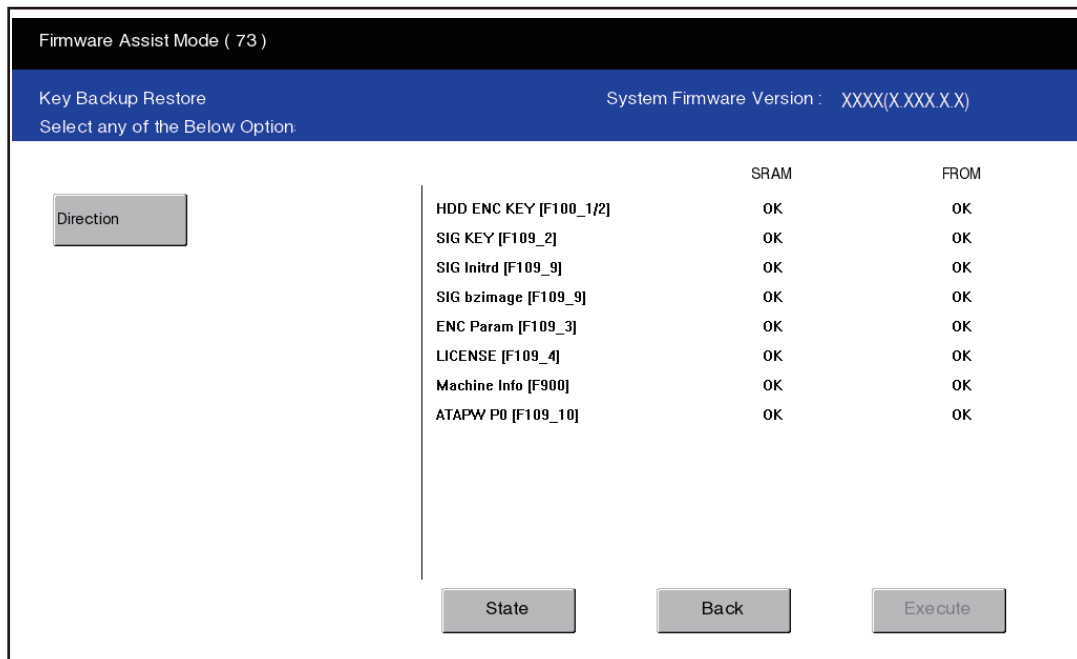 Firmware Assist Mode ( 73 )
Key Backup Restore
System Firmware Version : XXXX(X.XXX.X.X)
Select any of the Below Option
SRAM FROM
Direction
HDD ENC KEY [F100_1/2] OK OK
SIG KEY [F109_2] OK OK
SIG Initrd [F109_9] OK OK
SIG bzimage [F109_9] OK OK
ENC Param [F109_3] OK OK
LICENSE [F109_4] OK OK
Machine Info [F900] OK OK
ATAPW P0 [F109_10] OK OK
State Back Execute